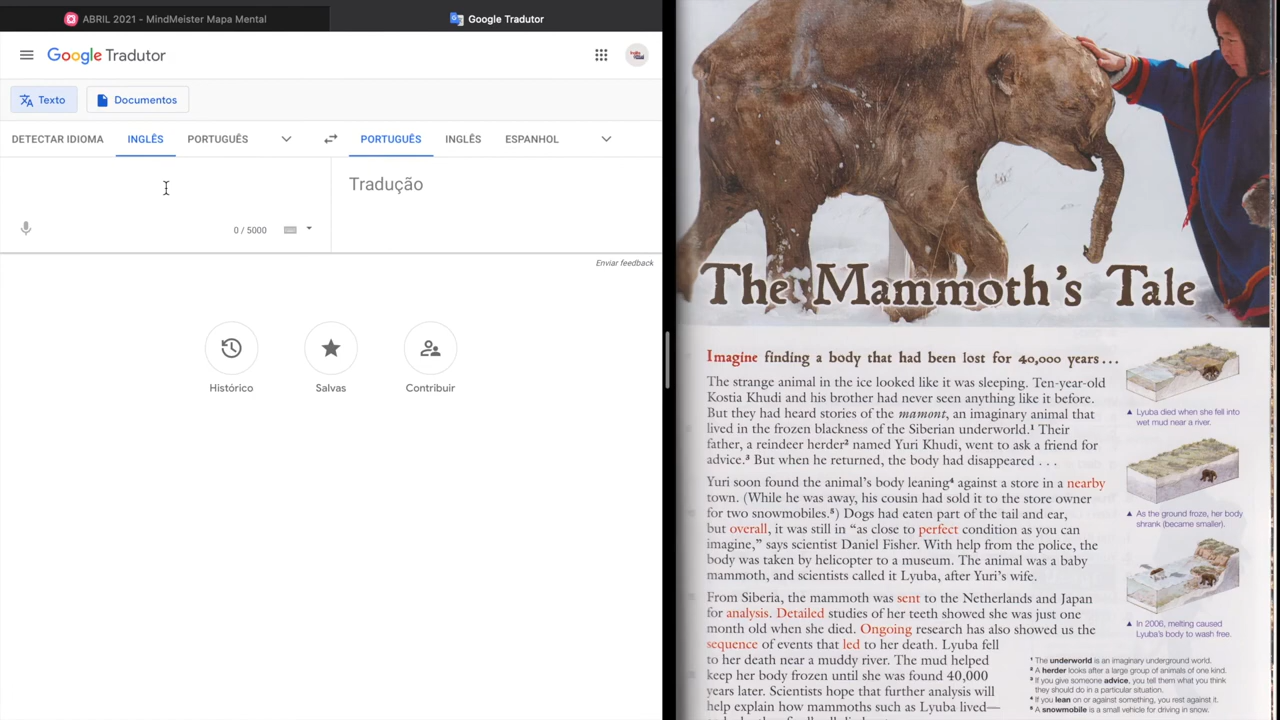 ABRIL 2021 - MindMeister Mapa Mental
Google Tradutor
Google Tradutor
Texto
Documentos
DETECTAR IDIOMA
INGLÊS
PORTUGUÊS
PORTUGUÊS
INGLÊS
ESPANHOL
Tradução
0 / 5000
Enviar feedback
Histórico
Salvas
Contribuir
The Mammoth's Tale
Imagine finding a body that had been lost for 40,000 years...
The strange animal in the ice looked like it was sleeping. Ten-year-old
Kostia Khudi and his brother had never seen anything like it before.
But they had heard stories of the mamont, an imaginary animal that
lived in the frozen blackness of the Siberian underworld.¹ Their
father, a reindeer herder² named Yuri Khudi, went to ask a friend for
advice.³ But when he returned, the body had disappeared . . .
Yuri soon found the animal's body leaning⁴ against a store in a nearby
town. (While he was away, his cousin had sold it to the store owner
for two snowmobiles.⁵) Dogs had eaten part of the tail and ear,
but overall, it was still in “as close to perfect condition as you can
imagine,” says scientist Daniel Fisher. With help from the police, the
body was taken by helicopter to a museum. The animal was a baby
mammoth, and scientists called it Lyuba, after Yuri's wife.
From Siberia, the mammoth was sent to the Netherlands and Japan
for analysis. Detailed studies of her teeth showed she was just one
month old when she died. Ongoing research has also showed us the
sequence of events that led to her death. Lyuba fell
to her death near a muddy river. The mud helped
keep her body frozen until she was found 40,000
years later. Scientists hope that further analysis will
help explain how mammoths such as Lyuba lived—
▲ Lyuba died when she fell into
wet mud near a river.
▲ As the ground froze, her body
shrank (became smaller).
▲ In 2006, melting caused
Lyuba's body to wash free.
¹ The underworld is an imaginary underground world.
² A herder looks after a large group of animals of one kind.
³ If you give someone advice, you tell them what you think
they should do in a particular situation.
⁴ If you lean on or against something, you rest against it.
⁵ A snowmobile is a small vehicle for driving in snow.